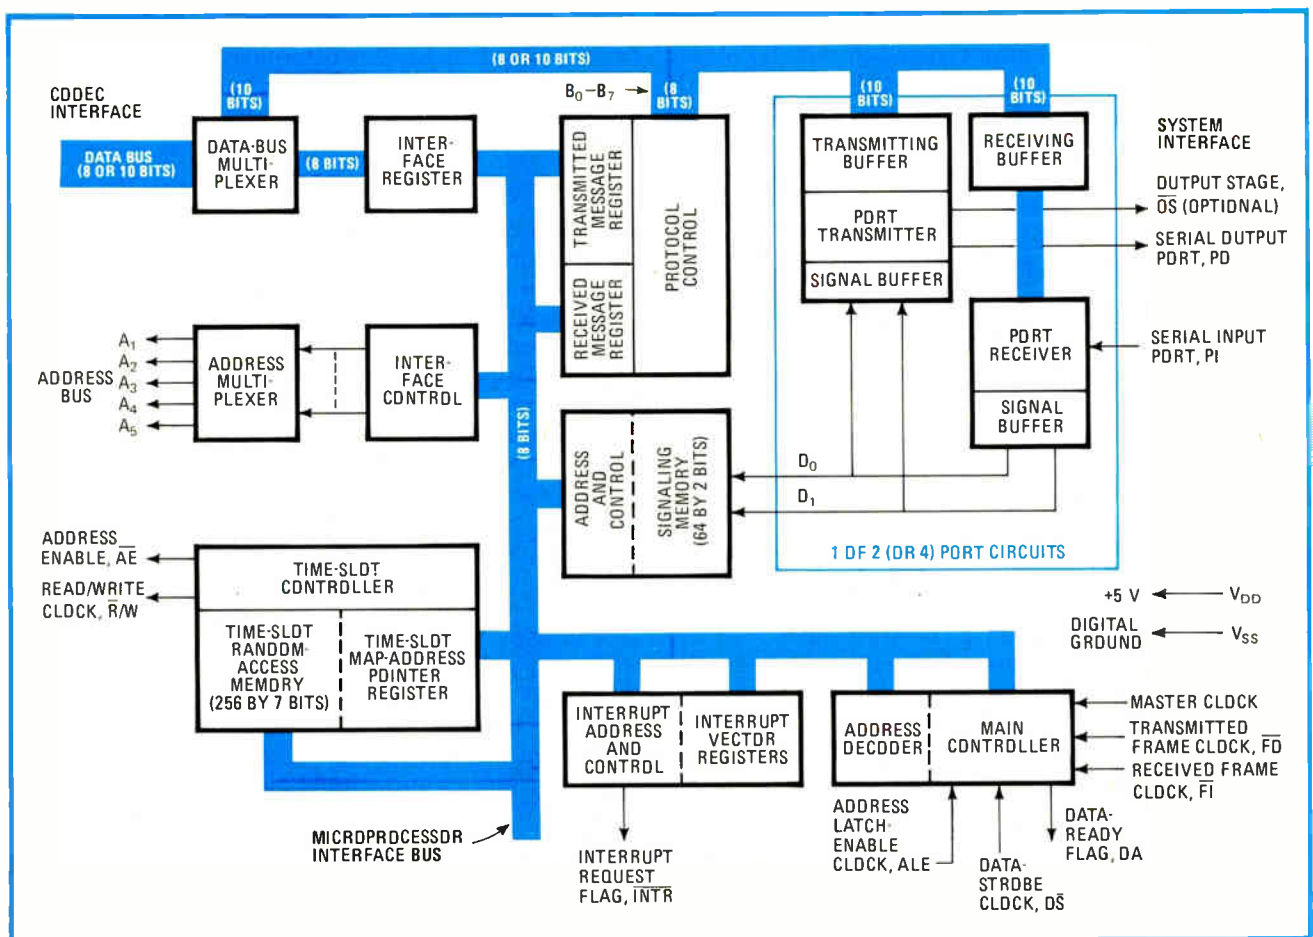 (8 OR 10 BITS)
CODEC
INTERFACE
(10
BITS)
B₀–B₇
(8
BITS)
(10
BITS)
(10
BITS)
DATA BUS
(8 OR 10 BITS)
DATA-BUS
MULTI-
PLEXER
(8 BITS)
INTER-
FACE
REGISTER
TRANSMITTED
MESSAGE
REGISTER
RECEIVED
MESSAGE
REGISTER
PROTOCOL
CONTROL
TRANSMITTING
BUFFER
PORT
TRANSMITTER
SIGNAL BUFFER
RECEIVING
BUFFER
SYSTEM
INTERFACE
OUTPUT STAGE,
O̅S̅ (OPTIONAL)
SERIAL OUTPUT
PORT, PO
PORT
RECEIVER
SIGNAL
BUFFER
SERIAL INPUT
PORT, PI
ADDRESS
BUS
A₁
A₂
A₃
A₄
A₅
ADDRESS
MULTI-
PLEXER
INTER-
FACE
CONTROL
(8 BITS)
ADDRESS
AND
CONTROL
SIGNALING
MEMORY
(64 BY 2 BITS)
D₀
D₁
1 OF 2 (OR 4) PORT CIRCUITS
ADDRESS
ENABLE, A̅E̅
READ/WRITE
CLOCK, R̅/W
TIME-SLOT
CONTROLLER
TIME-SLOT
RANDOM-
ACCESS
MEMORY
(256 BY 7 BITS)
TIME-SLOT
MAP-ADDRESS
POINTER
REGISTER
+5 V
V_DD
DIGITAL
GROUND
V_SS
INTERRUPT
ADDRESS
AND
CONTROL
INTERRUPT
VECTOR
REGISTERS
ADDRESS
DECODER
MAIN
CONTROLLER
MASTER CLOCK
TRANSMITTED
FRAME CLOCK, F̅O̅
RECEIVED FRAME
CLOCK, F̅I̅
MICROPROCESSOR
INTERFACE BUS
INTERRUPT
REQUEST
FLAG, I̅N̅T̅R̅
ADDRESS
LATCH-
ENABLE
CLOCK, ALE
DATA-
STROBE
CLOCK, D̅S̅
DATA-
READY
FLAG, DA